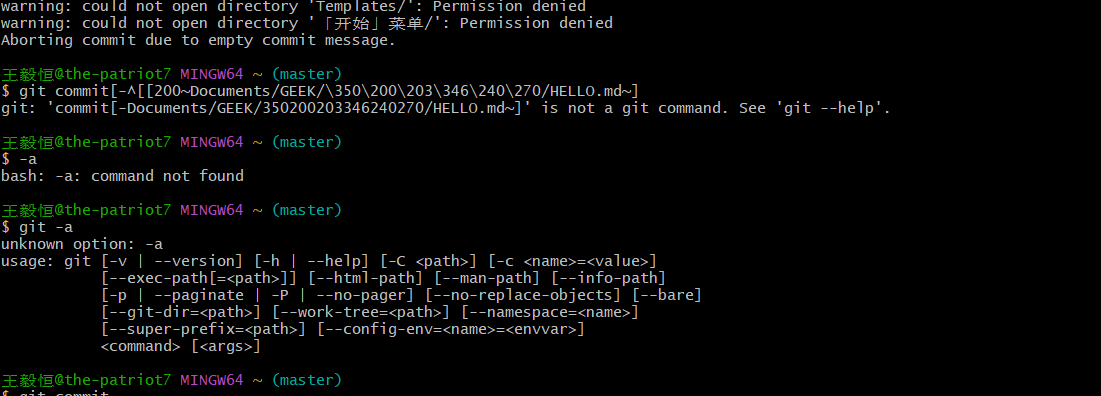 warning: could not open directory 'Templates/': Permission denied
warning: could not open directory '「开始」菜单/': Permission denied
Aborting commit due to empty commit message.
王毅恒@the-patriot7 MINGW64 ~ (master)
$ git commit[-^[[200~Documents/GEEK/\350\200\203\346\240\270/HELLO.md~]
git: 'commit[-Documents/GEEK/350200203346240270/HELLO.md~]' is not a git command. See 'git --help'.
王毅恒@the-patriot7 MINGW64 ~ (master)
$ -a
bash: -a: command not found
王毅恒@the-patriot7 MINGW64 ~ (master)
$ git -a
unknown option: -a
usage: git [-v | --version] [-h | --help] [-C <path>] [-c <name>=<value>]
[--exec-path[=<path>]] [--html-path] [--man-path] [--info-path]
[-p | --paginate | -P | --no-pager] [--no-replace-objects] [--bare]
[--git-dir=<path>] [--work-tree=<path>] [--namespace=<name>]
[--super-prefix=<path>] [--config-env=<name>=<envvar>]
<command> [<args>]
王毅恒@the-patriot7 MINGW64 ~ (master)
$ git commit